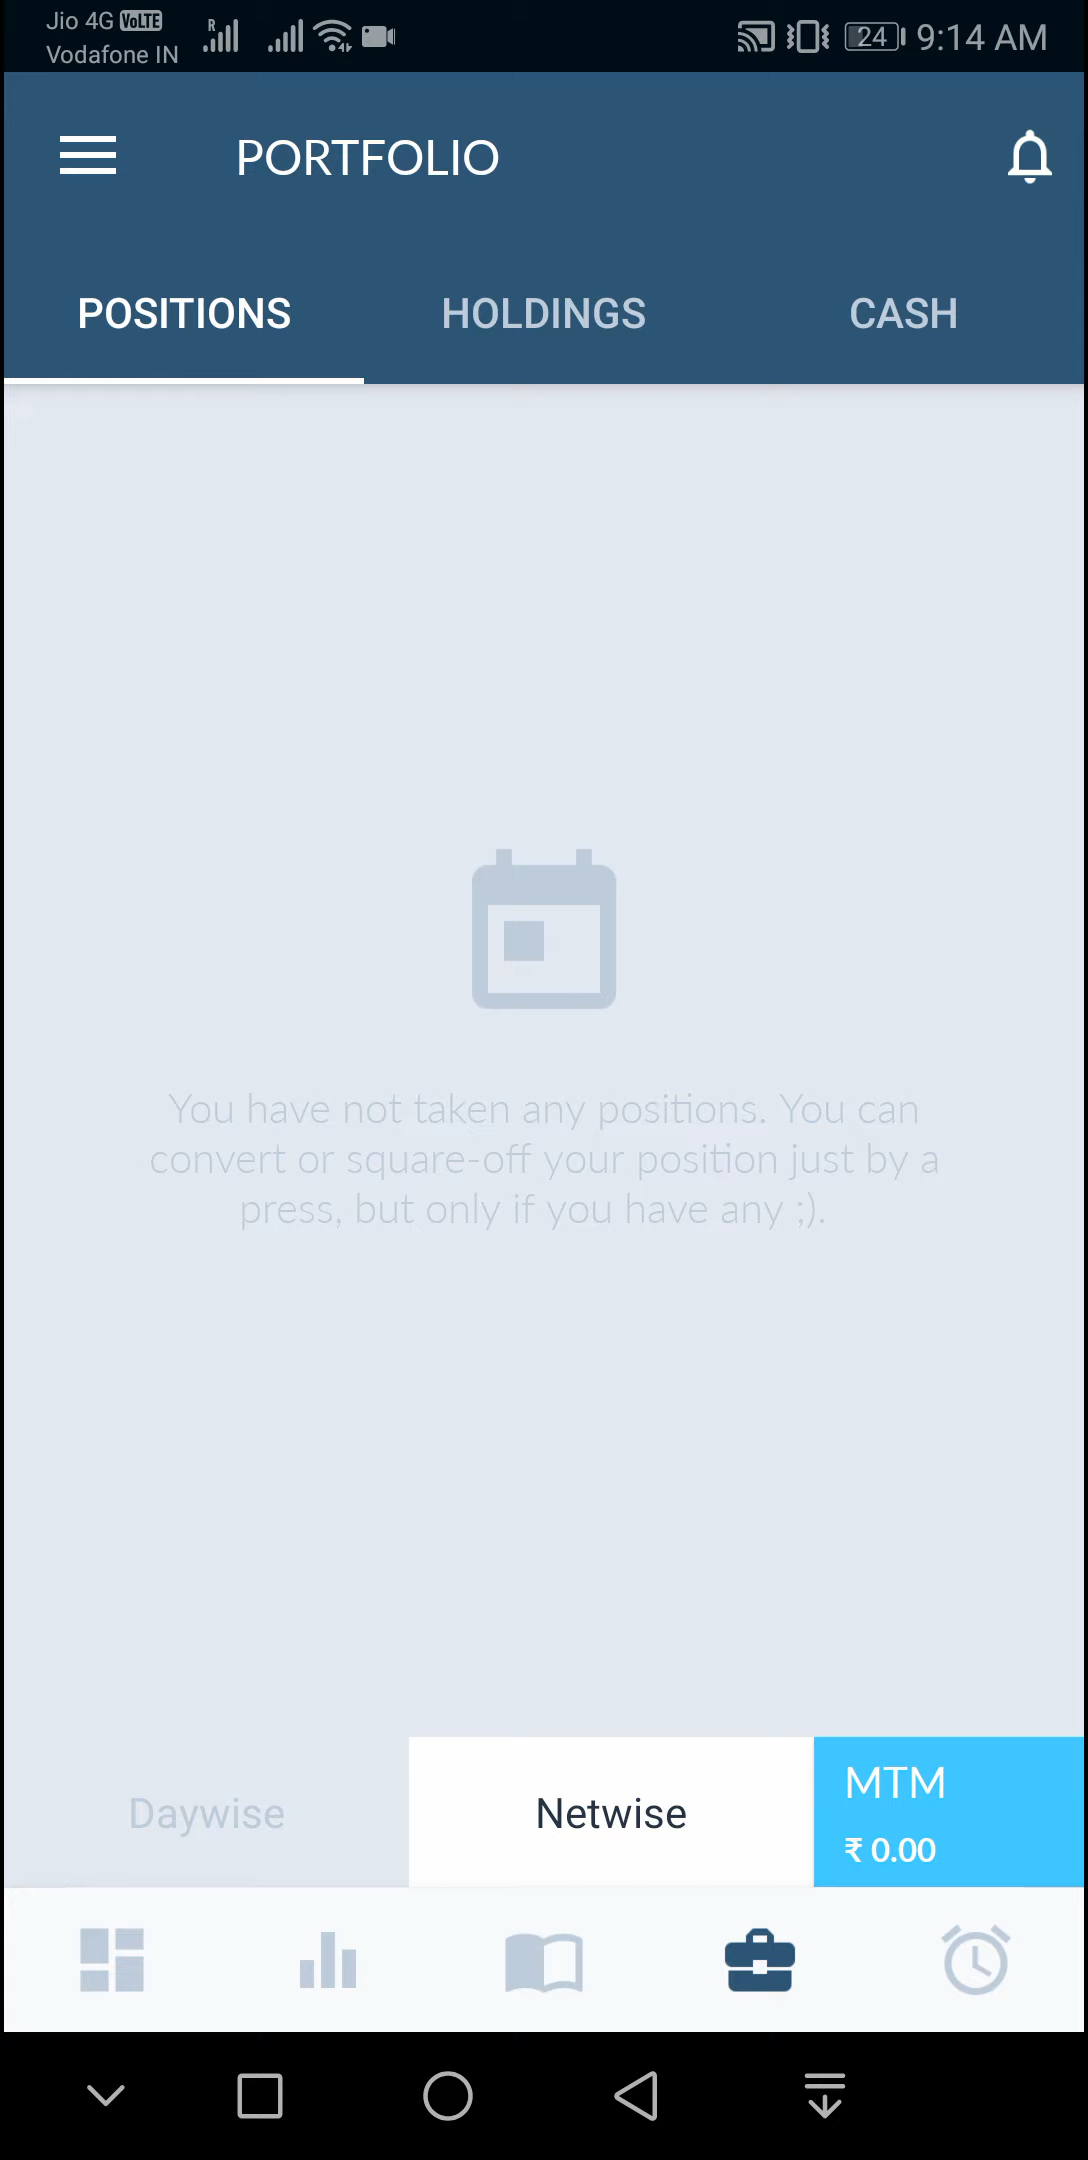 Jio 4G VoLTE
Vodafone IN
R
24
9:14 AM
PORTFOLIO
POSITIONS
HOLDINGS
CASH
You have not taken any positions. You can
convert or square-off your position just by a
press, but only if you have any ;).
Daywise
Netwise
MTM
₹ 0.00